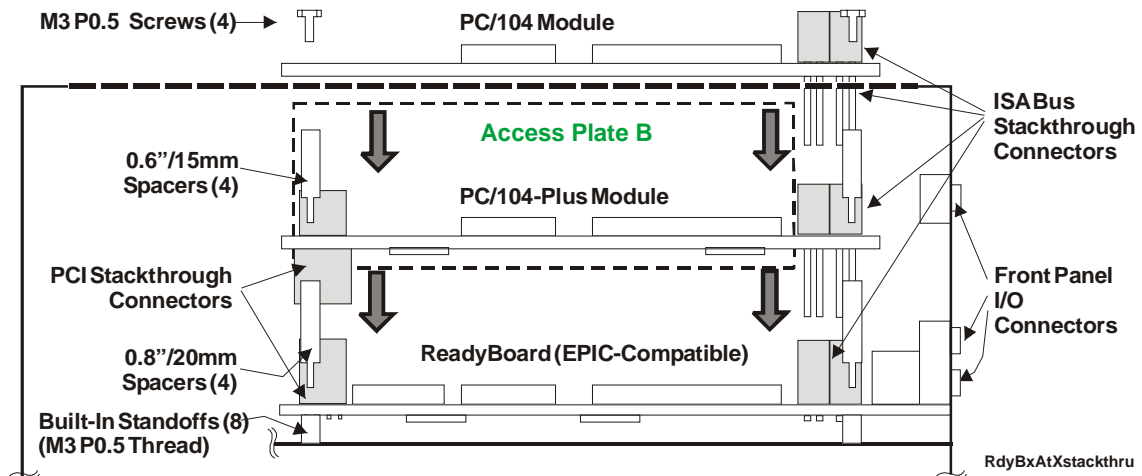 M3 P0.5 Screws (4)
PC/104 Module
ISA Bus
Stackthrough
Connectors
Access Plate B
0.6”/15mm
Spacers (4)
PC/104-Plus Module
PCI Stackthrough
Connectors
Front Panel
I/O
Connectors
ReadyBoard (EPIC-Compatible)
0.8”/20mm
Spacers (4)
Built-In Standoffs (8)
(M3 P0.5 Thread)
RdyBxAtXstackthru